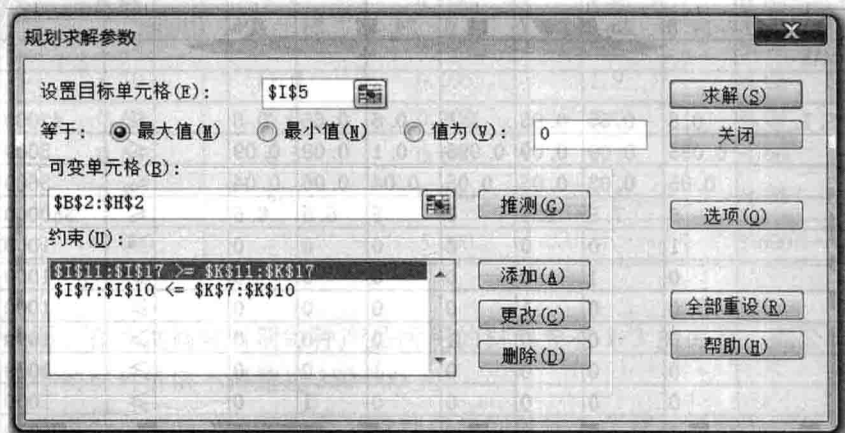 规划求解参数
设置目标单元格(E): $I$5 求解(S)
等于: 最大值(M) 最小值(N) 值为(V): 0 关闭
可变单元格(B):
$B$2:$H$2 推测(G) 选项(O)
约束(U):
$I$11:$I$17 >= $K$11:$K$17 添加(A)
$I$7:$I$10 <= $K$7:$K$10
更改(C) 全部重设(R)
删除(D) 帮助(H)